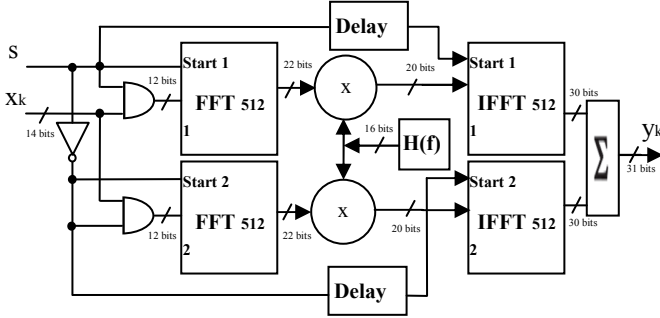 Delay
S
Start 1
22 bits
20 bits
Start 1
12 bits
30 bits
xk
FFT 512
x
IFFT 512
14 bits
1
16 bits
H(f)
1
yk
Σ
31 bits
Start 2
Start 2
FFT 512
x
IFFT 512
12 bits
22 bits
20 bits
30 bits
2
2
Delay